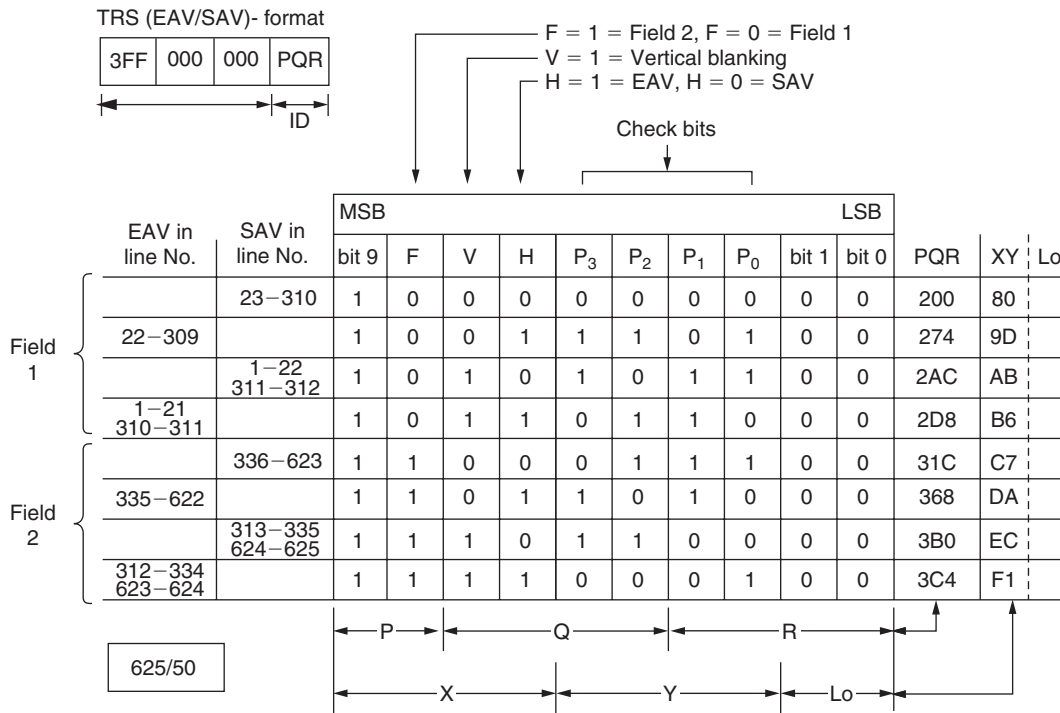 TRS (EAV/SAV)- format
3FF 000 000 PQR
ID
F = 1 = Field 2, F = 0 = Field 1
V = 1 = Vertical blanking
H = 1 = EAV, H = 0 = SAV
Check bits
MSB LSB
EAV in line No. SAV in line No. bit 9 F V H P3 P2 P1 P0 bit 1 bit 0 PQR XY Lo
Field 1
23–310 1 0 0 0 0 0 0 0 0 0 200 80
22–309 1 0 0 1 1 1 0 1 0 0 274 9D
1–22 311–312 1 0 1 0 1 0 1 1 0 0 2AC AB
1–21 310–311 1 0 1 1 0 1 1 0 0 0 2D8 B6
Field 2
336–623 1 1 0 0 0 1 1 1 0 0 31C C7
335–622 1 1 0 1 1 0 1 0 0 0 368 DA
313–335 624–625 1 1 1 0 1 1 0 0 0 0 3B0 EC
312–334 623–624 1 1 1 1 0 0 0 1 0 0 3C4 F1
P Q R
625/50
X Y Lo